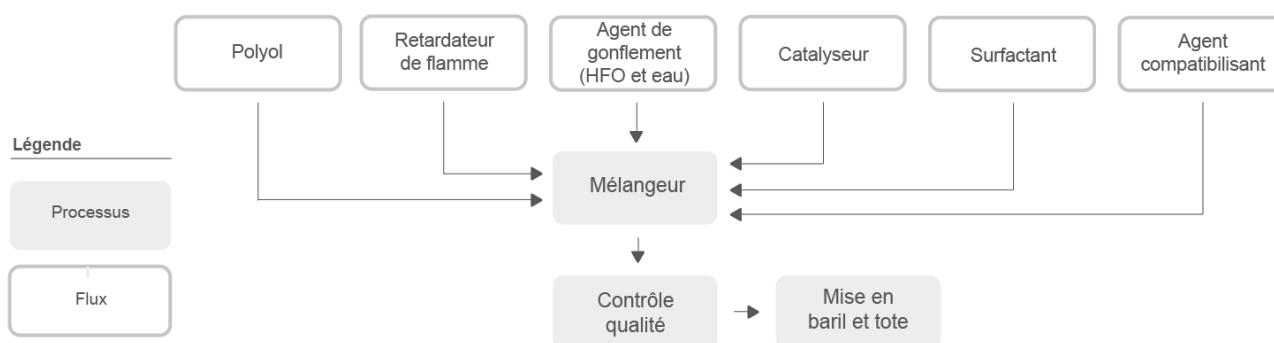 Polyol
Retardateur
de flamme
Agent de
gonflement
(HFO et eau)
Catalyseur
Surfactant
Agent
compatibilisant
Légende
Processus
Flux
Mélangeur
Contrôle
qualité
Mise en
baril et tote